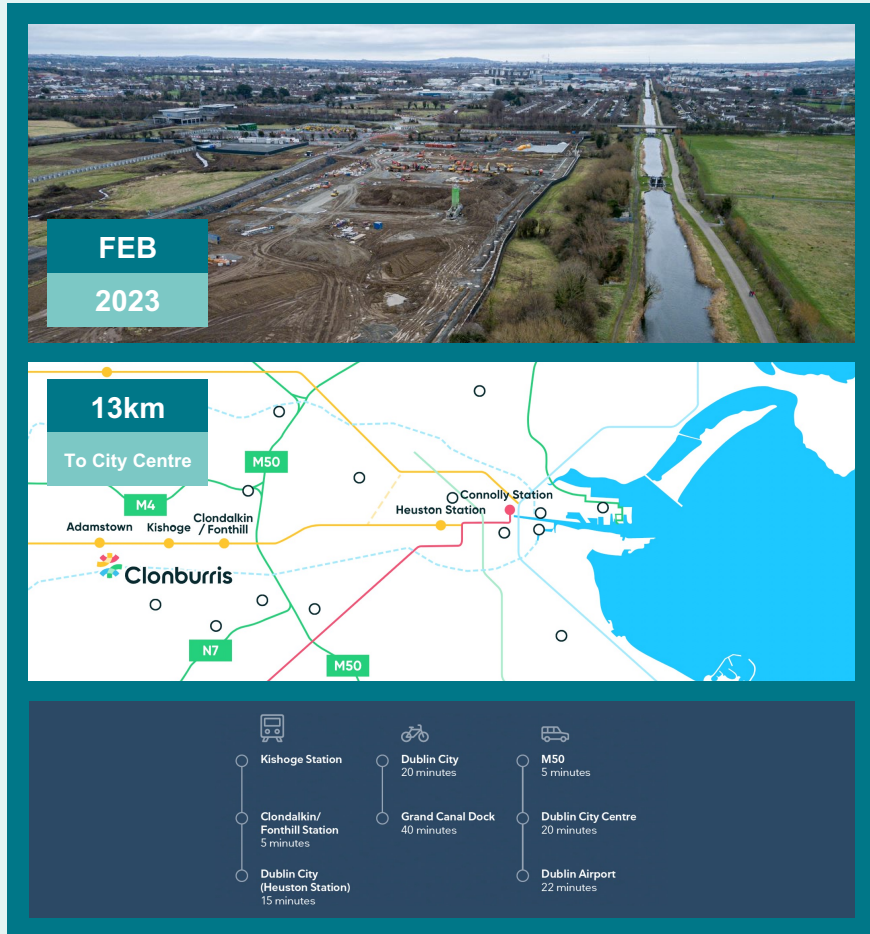 FEB
2023
13km
To City Centre
M50
M4
Connolly Station
Heuston Station
Adamstown
Kishoge
Clondalkin
/ Fonthill
Clonburris
N7
M50
Kishoge Station
Clondalkin/
Fonthill Station
5 minutes
Dublin City
(Heuston Station)
15 minutes
Dublin City
20 minutes
Grand Canal Dock
40 minutes
M50
5 minutes
Dublin City Centre
20 minutes
Dublin Airport
22 minutes